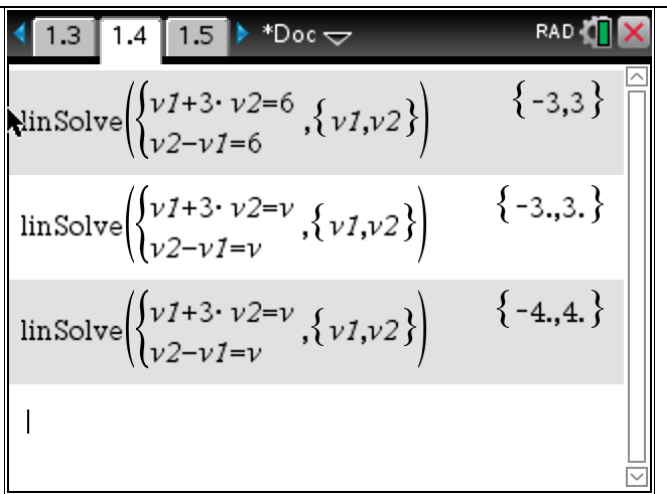 1.3 1.4 1.5 *Doc RAD
linSolve({v1+3· v2=6
v2−v1=6 ,{v1,v2}) {-3,3}
linSolve({v1+3· v2=v
v2−v1=v ,{v1,v2}) {-3.,3.}
linSolve({v1+3· v2=v
v2−v1=v ,{v1,v2}) {-4.,4.}